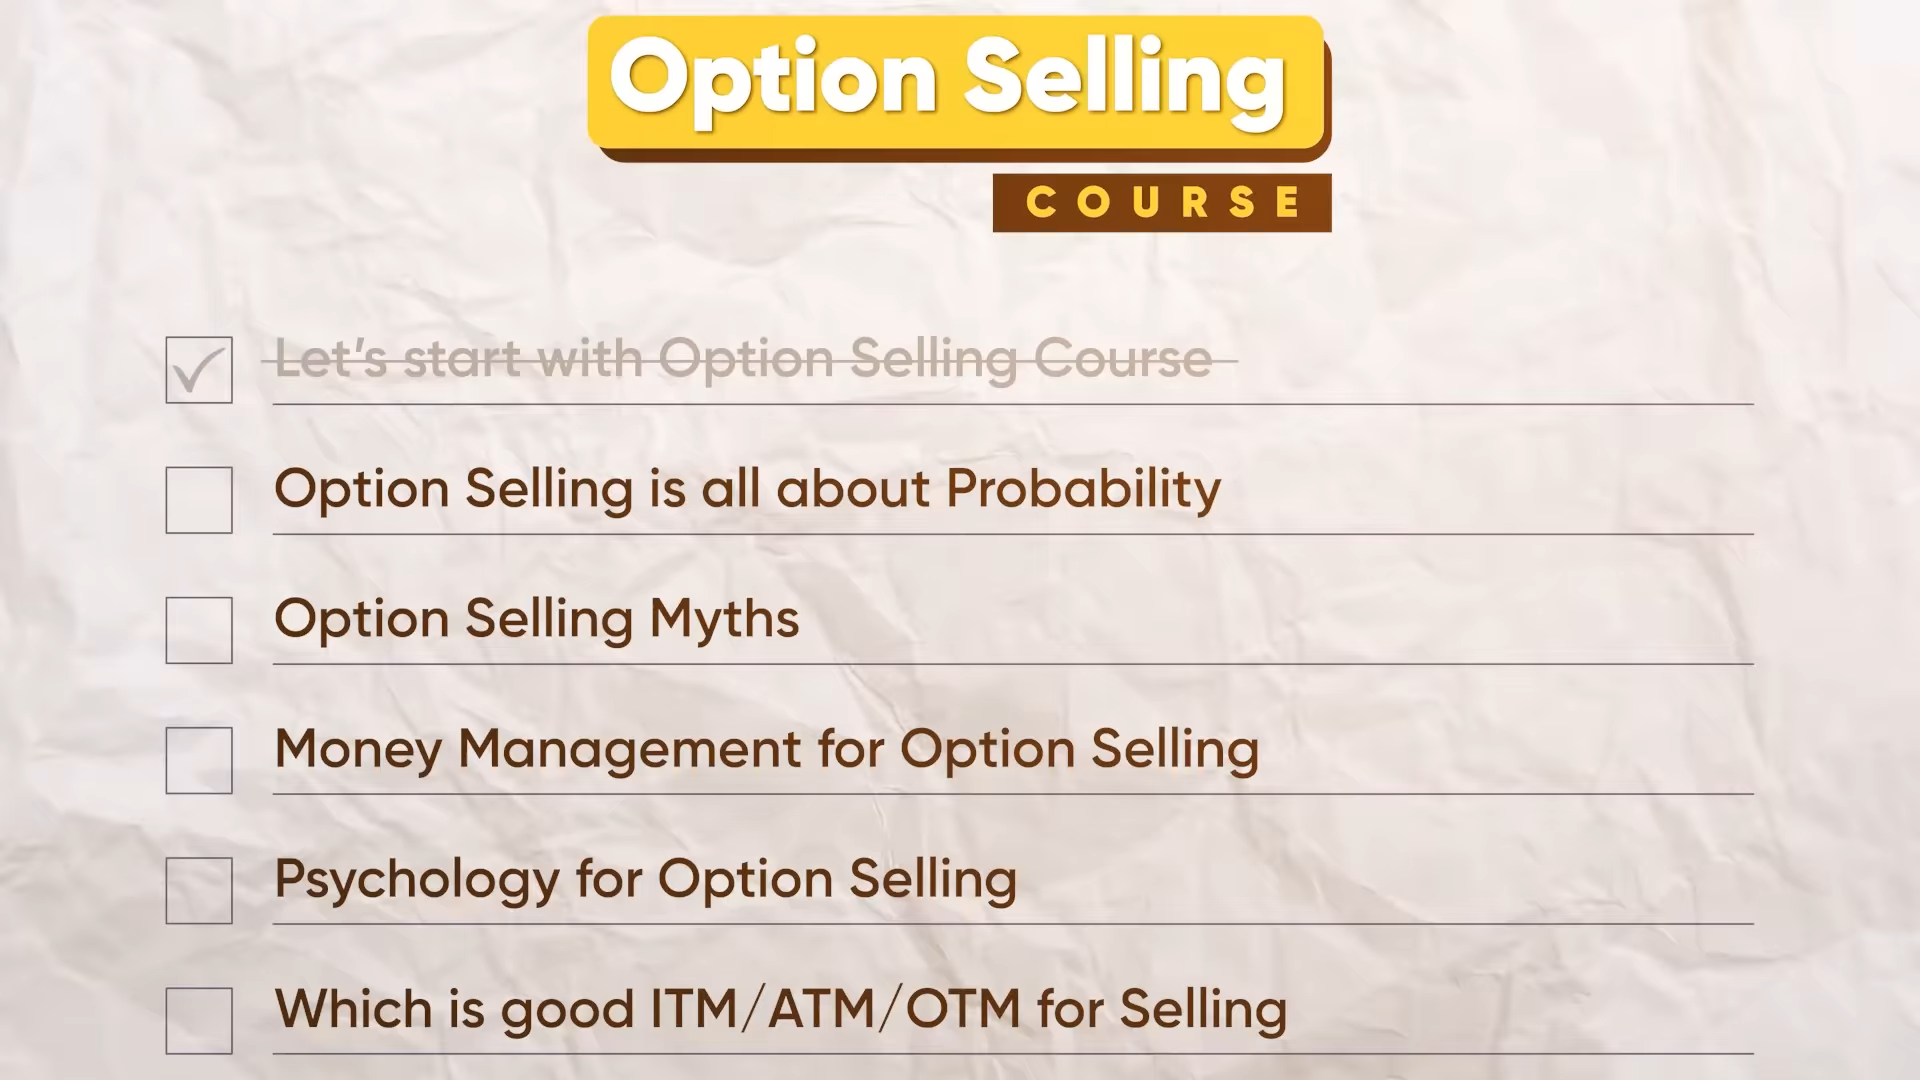 Option Selling
COURSE
Let's start with Option Selling Course
Option Selling is all about Probability
Option Selling Myths
Money Management for Option Selling
Psychology for Option Selling
Which is good ITM/ATM/OTM for Selling